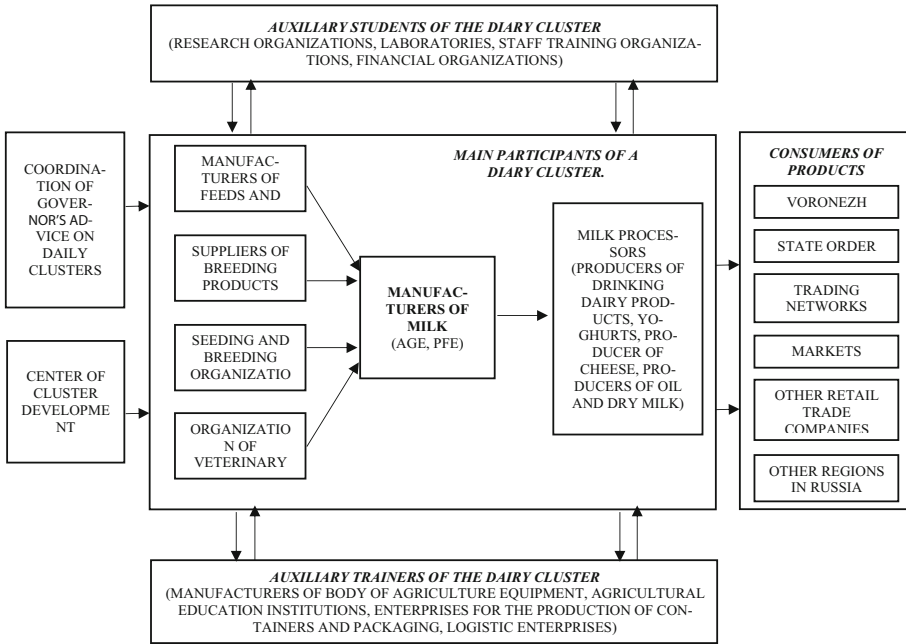 AUXILIARY STUDENTS OF THE DIARY CLUSTER
(RESEARCH ORGANIZATIONS, LABORATORIES, STAFF TRAINING ORGANIZA-
TIONS, FINANCIAL ORGANIZATIONS)
COORDINA-
TION OF
GOVER-
NOR'S AD-
VICE ON
DAILY CLUSTERS
CENTER OF
CLUSTER
DEVELOPME
NT
MAIN PARTICIPANTS OF A
DIARY CLUSTER.
MANUFAC-
TURERS OF
FEEDS AND
SUPPLIERS OF
BREEDING
PRODUCTS
SEEDING AND
BREEDING
ORGANIZATIO
ORGANIZATIO
N OF
VETERINARY
MANUFAC-
TURERS OF
MILK
(AGE, PFE)
MILK PROCES-
SORS
(PRODUCERS OF
DRINKING
DAIRY PROD-
UCTS, YO-
GHURTS, PRO-
DUCER OF
CHEESE, PRO-
DUCERS OF OIL
AND DRY MILK)
CONSUMERS OF
PRODUCTS
VORONEZH
STATE ORDER
TRADING
NETWORKS
MARKETS
OTHER RETAIL
TRADE
COMPANIES
OTHER REGIONS
IN RUSSIA
AUXILIARY TRAINERS OF THE DAIRY CLUSTER
(MANUFACTURERS OF BODY OF AGRICULTURE EQUIPMENT, AGRICULTURAL
EDUCATION INSTITUTIONS, ENTERPRISES FOR THE PRODUCTION OF CON-
TAINERS AND PACKAGING, LOGISTIC ENTERPRISES)